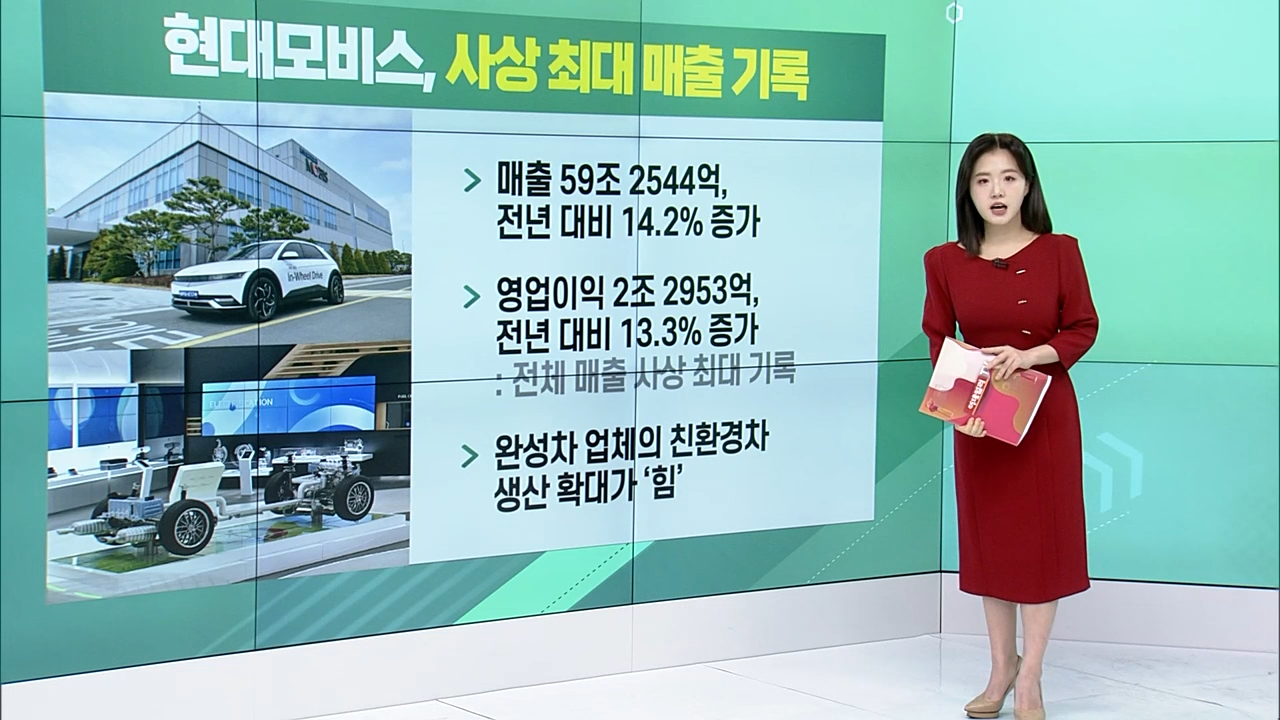 현대모비스, 사상 최대 매출 기록
매출 59조 2544억,
전년 대비 14.2% 증가
영업이익 2조 2953억,
전년 대비 13.3% 증가
: 전체 매출 사상 최대 기록
완성차 업체의 친환경차
생산 확대가 ‘힘’
In-Wheel Drive